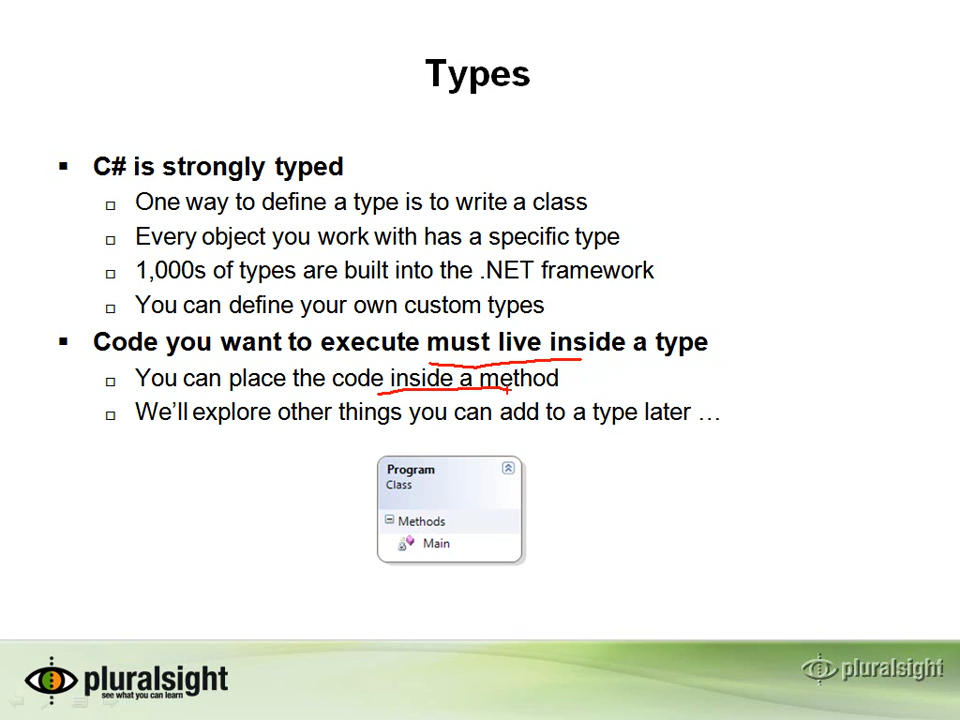 Types
C# is strongly typed
One way to define a type is to write a class
Every object you work with has a specific type
1,000s of types are built into the .NET framework
You can define your own custom types
Code you want to execute must live inside a type
You can place the code inside a method
We'll explore other things you can add to a type later …
Program
Class
Methods
Main
pluralsight
see what you can learn
pluralsight